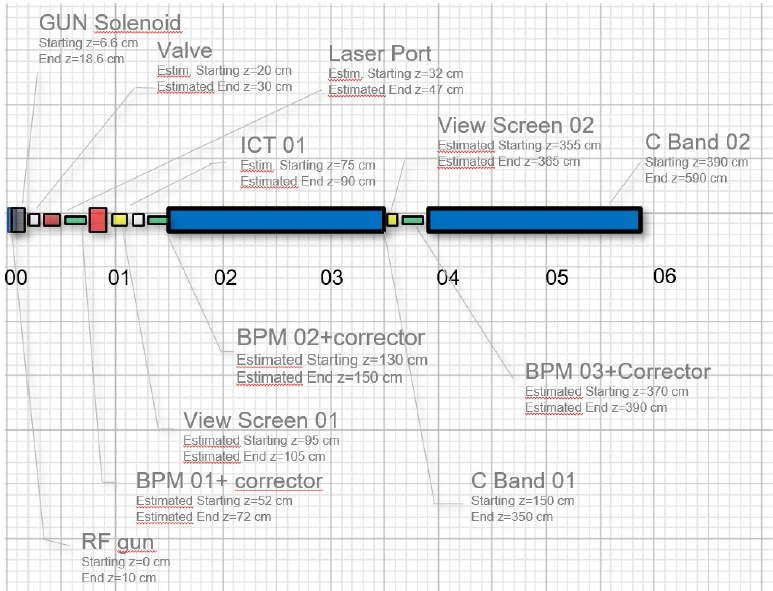 GUN Solenoid
Starting z=6.6 cm
End z=18.6 cm
Valve
Estim. Starting z=20 cm
Estimated End z=30 cm
Laser Port
Estim. Starting z=32 cm
Estimated End z=47 cm
ICT 01
Estim. Starting z=75 cm
Estimated End z=90 cm
View Screen 02
Estimated Starting z=355 cm
Estimated End z=365 cm
C Band 02
Starting z=390 cm
End z=590 cm
00 01 02 03 04 05 06
BPM 02+corrector
Estimated Starting z=130 cm
Estimated End z=150 cm
BPM 03+Corrector
Estimated Starting z=370 cm
Estimated End z=390 cm
View Screen 01
Estimated Starting z=95 cm
Estimated End z=105 cm
BPM 01+ corrector
Estimated Starting z=52 cm
Estimated End z=72 cm
C Band 01
Starting z=150 cm
End z=350 cm
RF gun
Starting z=0 cm
End z=10 cm